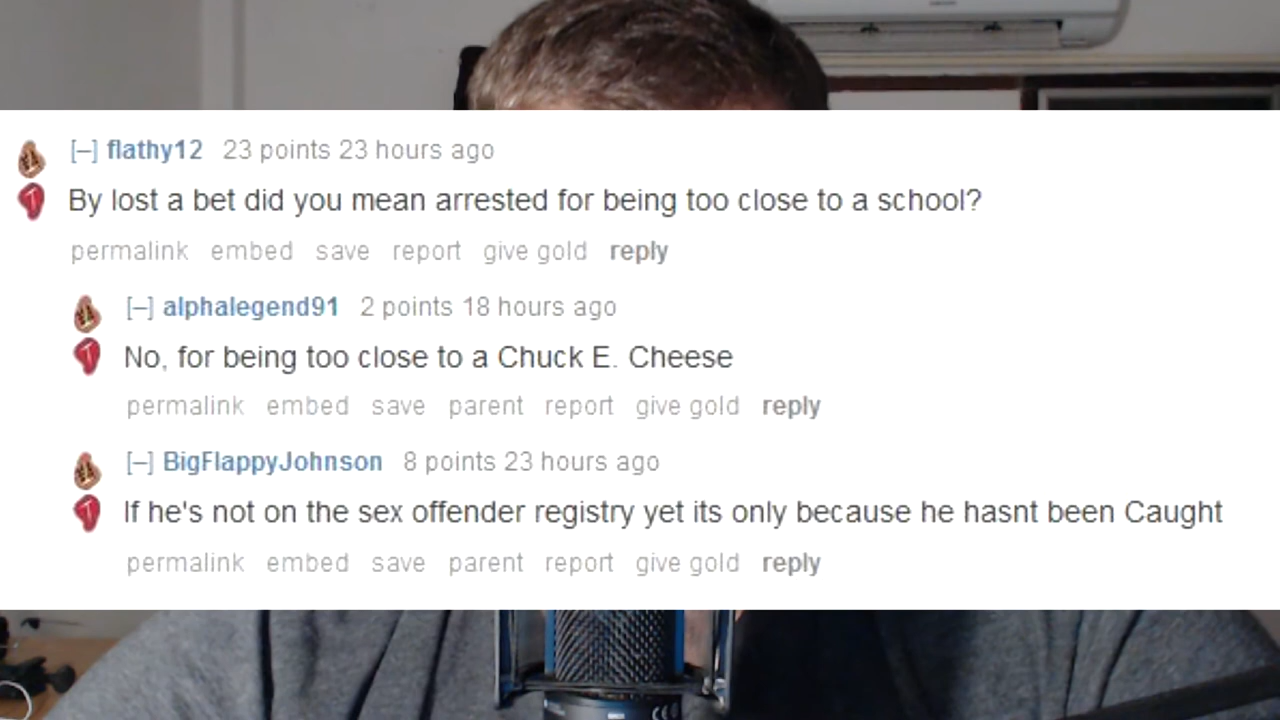 [–] flathy12 23 points 23 hours ago
By lost a bet did you mean arrested for being too close to a school?
permalink embed save report give gold reply
[–] alphalegend91 2 points 18 hours ago
No, for being too close to a Chuck E. Cheese
permalink embed save parent report give gold reply
[–] BigFlappyJohnson 8 points 23 hours ago
If he's not on the sex offender registry yet its only because he hasnt been Caught
permalink embed save parent report give gold reply